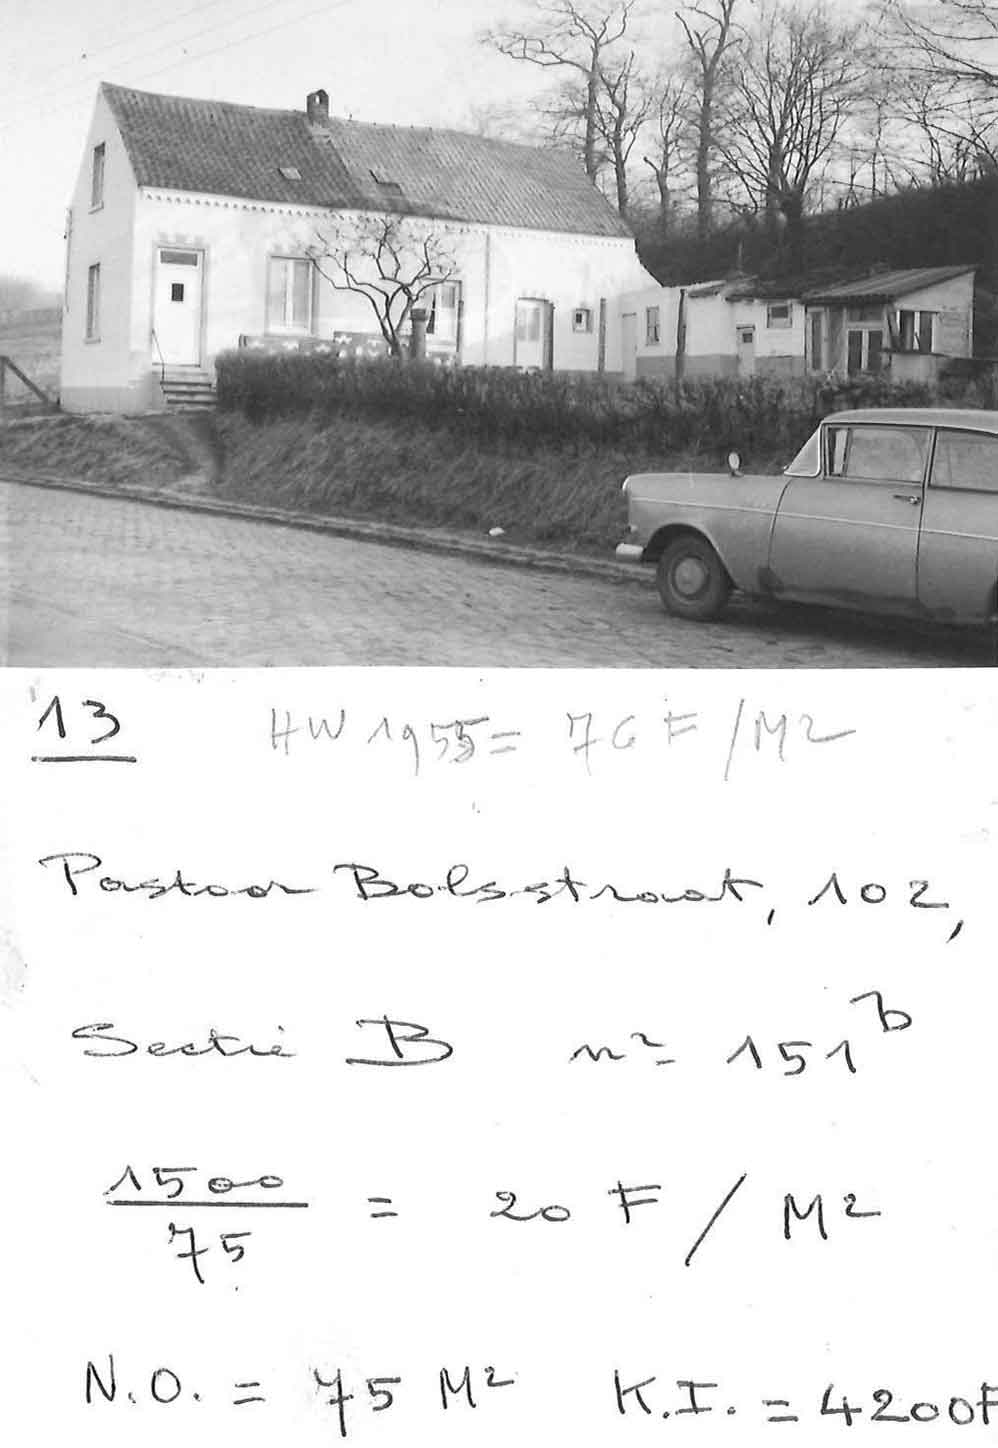 13 HW 1955 = 76 F/M²
Pastoor Bolsstraat, 102,
Sectie B n° 151ᵇ
1500
75 = 20 F / M²
N.O. = 75 M² K.I. = 4200F